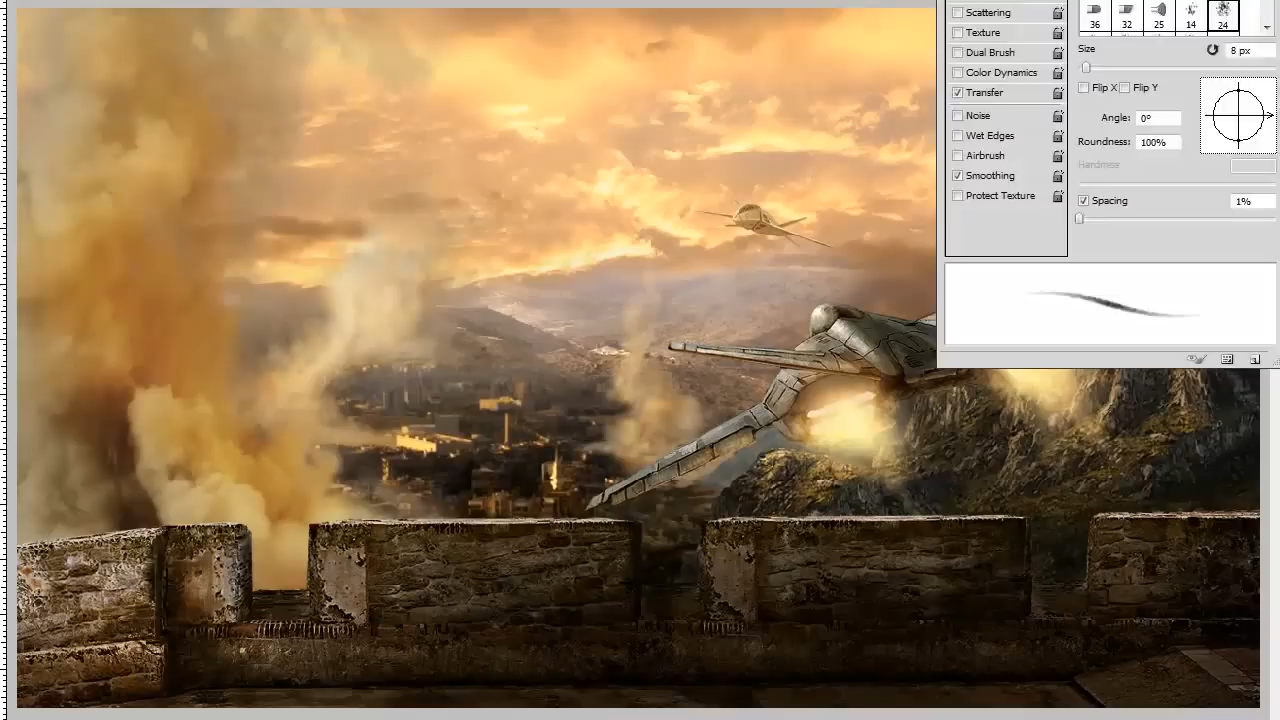 Scattering
Texture
Dual Brush
Color Dynamics
Transfer
Noise
Wet Edges
Airbrush
Smoothing
Protect Texture
36 32 25 14 24
Size 8 px
Flip X Flip Y
Angle: 0°
Roundness: 100%
Hardness
Spacing 1%